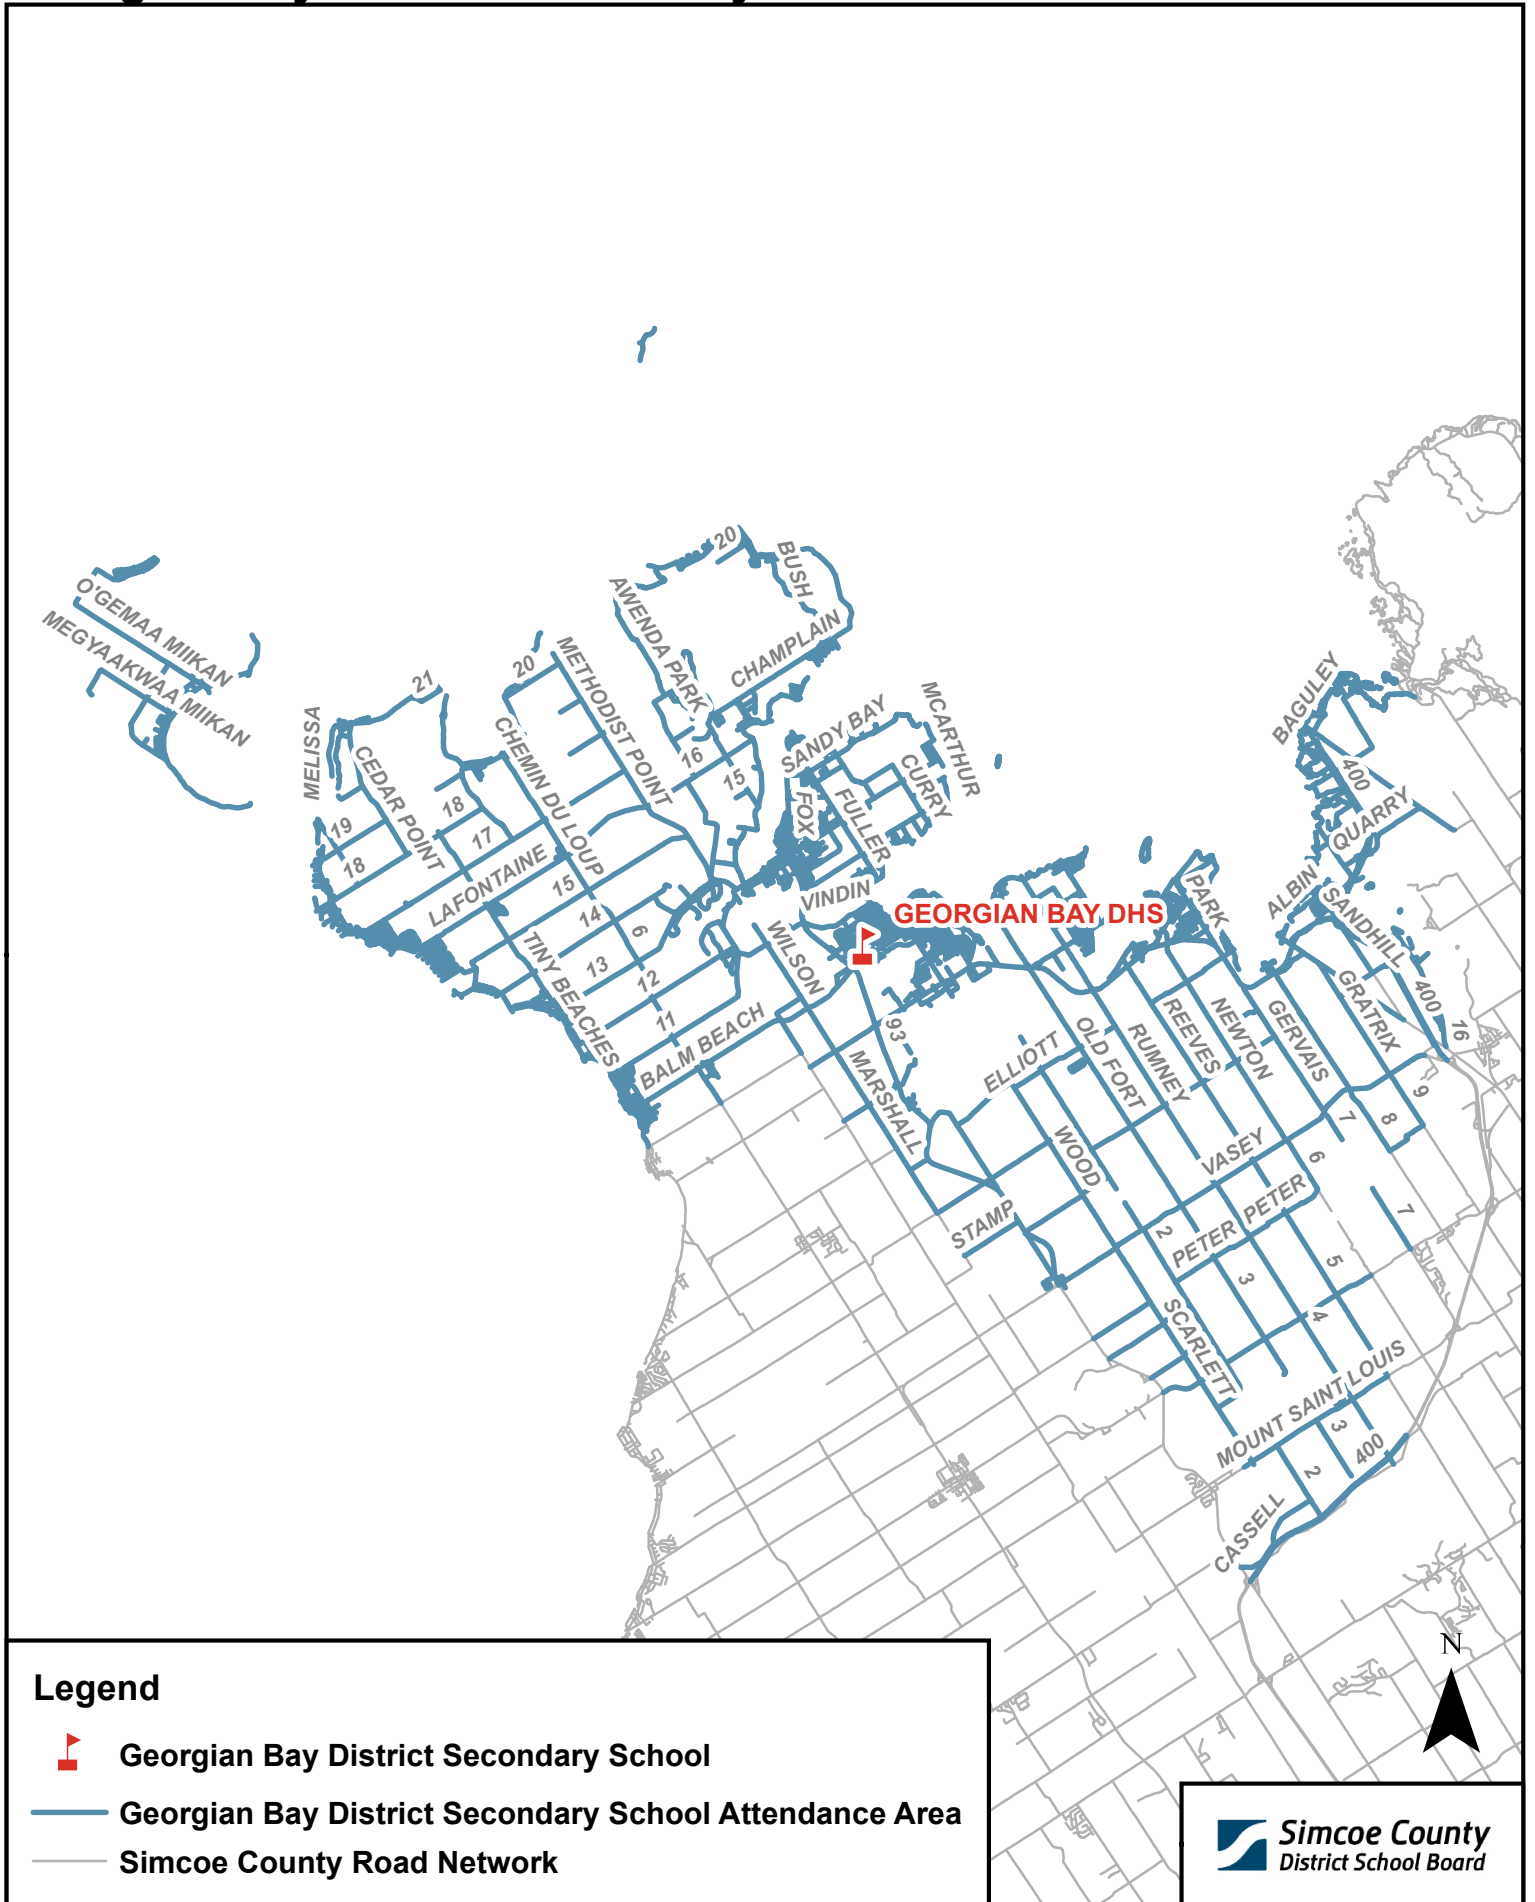 20
BUSH
AWENDA PARK
CHAMPLAIN
O'GEMAA MIIKAN
MEGYAAKWAA MIIKAN
21
20
METHODIST POINT
MELISSA
CEDAR POINT
CHEMIN DU LOUP
16
15
SANDY BAY
MCARTHUR
CURRY
FOX
FULLER
BAGULEY
400
QUARRY
19
18
18
17
LAFONTAINE
15
14
6
13
12
11
TINY BEACHES
BALM BEACH
VINDIN
WILSON
GEORGIAN BAY DHS
PARK
ALBIN
SANDHILL
GRATRIX
400
16
93
MARSHALL
ELLIOTT
OLD FORT
RUMNEY
REEVES
NEWTON
GERVAIS
9
8
7
6
VASEY
WOOD
STAMP
PETER
PETER
2
3
5
4
7
SCARLETT
MOUNT SAINT LOUIS
3
400
2
CASSELL
N
Legend
Georgian Bay District Secondary School
Georgian Bay District Secondary School Attendance Area
Simcoe County Road Network
Simcoe County
District School Board